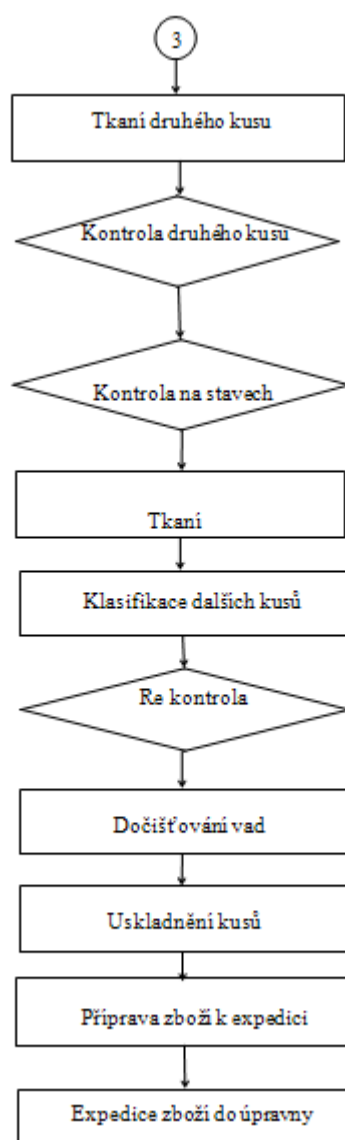 3
Tkaní druhého kusu
Kontrola druhého kusu
Kontrola na stavech
Tkaní
Klasifikace dalších kusů
Re kontrola
Dočišťování vad
Uskladnění kusů
Příprava zboží k expedici
Expedice zboží do úpravny